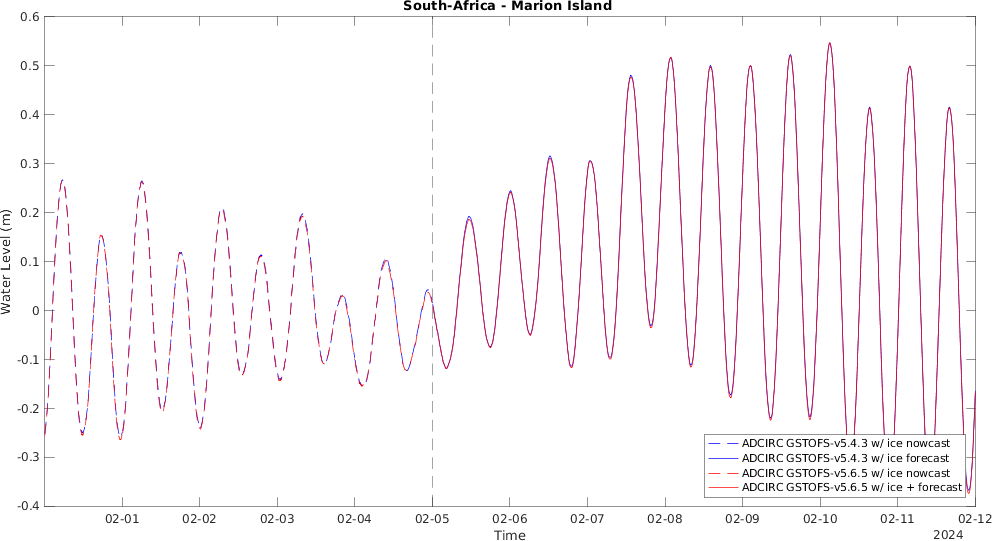 South-Africa - Marion Island
0.6
0.5
0.4
0.3
0.2
0.1
0
-0.1
-0.2
-0.3
-0.4
Water Level (m)
ADCIRC GSTOFS-v5.4.3 w/ ice nowcast
ADCIRC GSTOFS-v5.4.3 w/ ice forecast
ADCIRC GSTOFS-v5.6.5 w/ ice nowcast
ADCIRC GSTOFS-v5.6.5 w/ ice + forecast
02-01 02-02 02-03 02-04 02-05 02-06 02-07 02-08 02-09 02-10 02-11 02-12
Time
2024